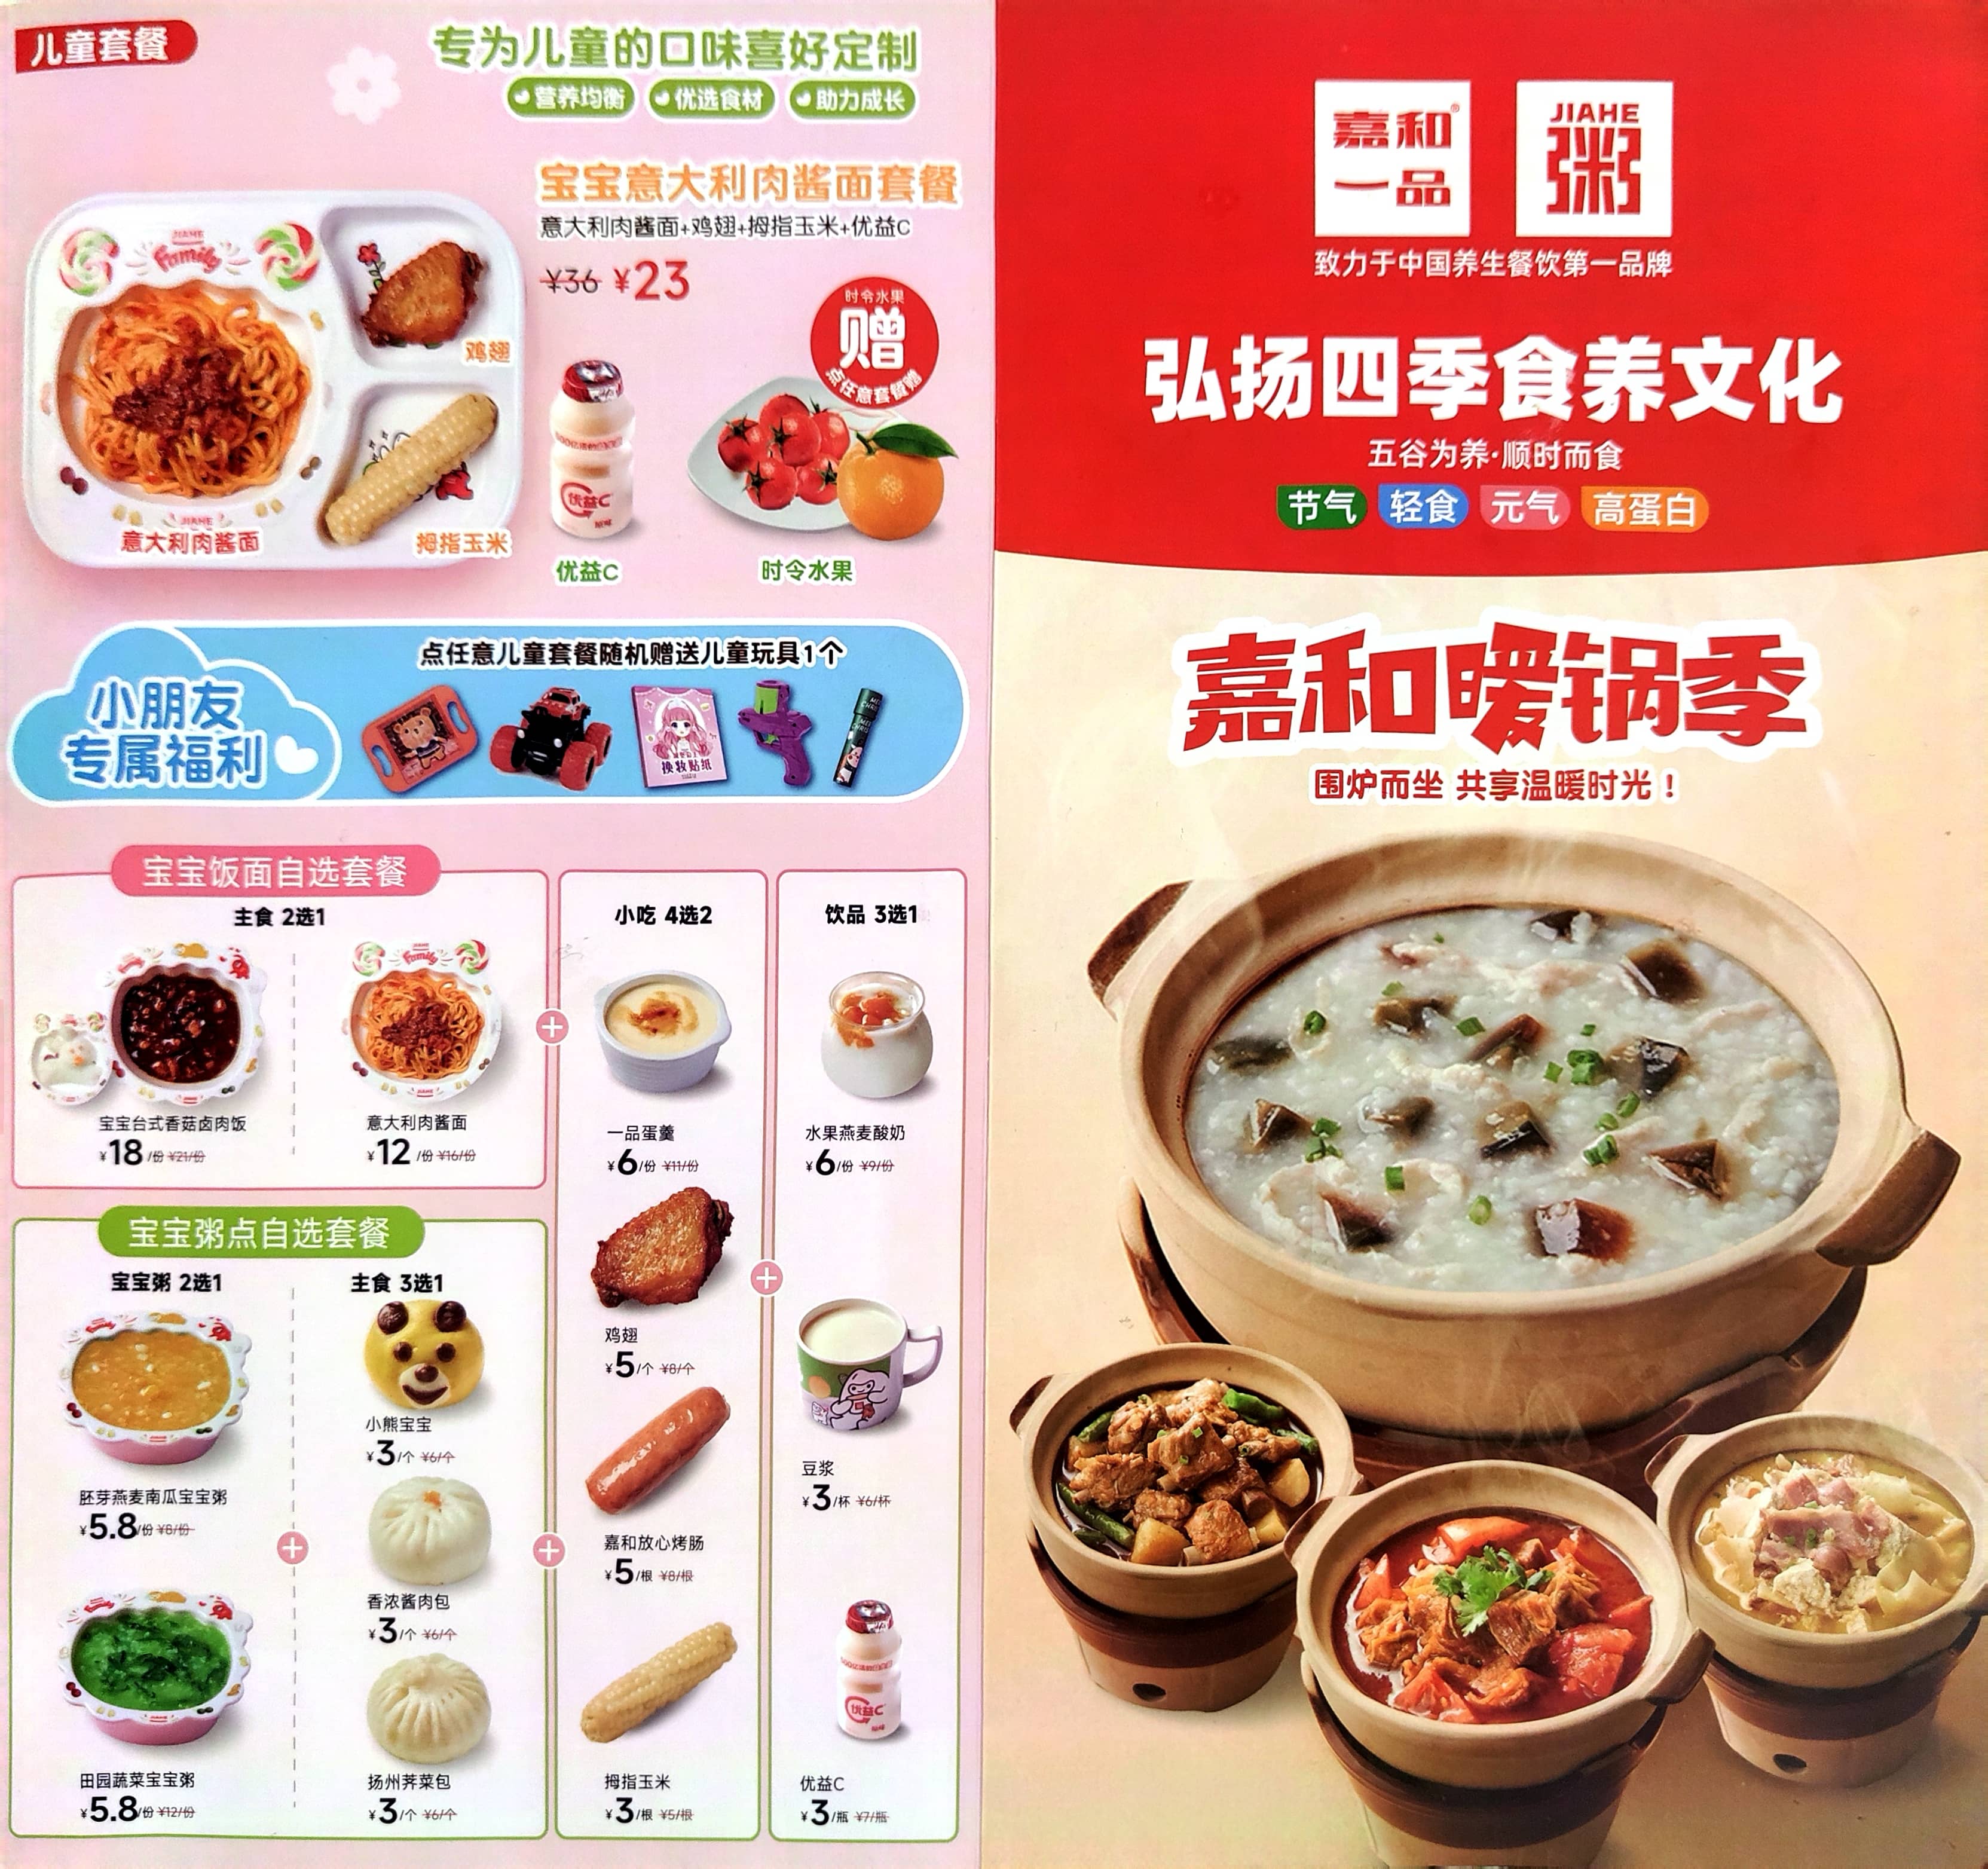 儿童套餐
专为儿童的口味喜好定制
营养均衡 优选食材 助力成长
宝宝意大利肉酱面套餐
意大利肉酱面+鸡翅+拇指玉米+优益C
¥36 ¥23
时令水果
赠
点任意套餐赠
JIAHE
Family
鸡翅
优益C
原味
JIAHE
意大利肉酱面
拇指玉米
优益C
时令水果
点任意儿童套餐随机赠送儿童玩具1个
小朋友
专属福利
换妆贴纸
宝宝饭面自选套餐
主食 2选1
Family
JIAHE
宝宝台式香菇卤肉饭
¥18/份 ¥21/份
意大利肉酱面
¥12/份 ¥16/份
宝宝粥点自选套餐
宝宝粥 2选1
胚芽燕麦南瓜宝宝粥
¥5.8/份 ¥8/份
田园蔬菜宝宝粥
¥5.8/份 ¥12/份
主食 3选1
小熊宝宝
¥3/个 ¥6/个
香浓酱肉包
¥3/个 ¥6/个
扬州荠菜包
¥3/个 ¥6/个
小吃 4选2
一品蛋羹
¥6/份 ¥11/份
鸡翅
¥5/个 ¥8/个
嘉和放心烤肠
¥5/根 ¥8/根
拇指玉米
¥3/根 ¥5/根
饮品 3选1
水果燕麦酸奶
¥6/份 ¥9/份
豆浆
¥3/杯 ¥6/杯
优益C
优益C
¥3/瓶 ¥7/瓶
嘉和®
一品
JIAHE
粥
致力于中国养生餐饮第一品牌
弘扬四季食养文化
五谷为养·顺时而食
节气 轻食 元气 高蛋白
嘉和暖锅季
围炉而坐 共享温暖时光！